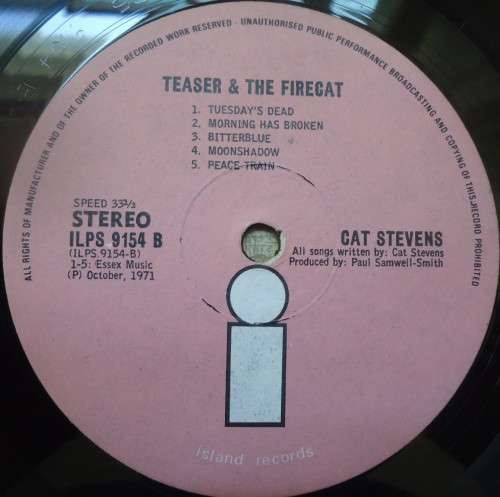 ALL RIGHTS OF MANUFACTURER AND OF THE OWNER OF THE RECORDED WORK RESERVED · UNAUTHORISED PUBLIC PERFORMANCE BROADCASTING AND COPYING OF THIS RECORD PROHIBITED
TEASER & THE FIRECAT
1. TUESDAY'S DEAD
2. MORNING HAS BROKEN
3. BITTERBLUE
4. MOONSHADOW
5. PEACE TRAIN
SPEED 33⅓
STEREO
ILPS 9154 B
(ILPS 9154-B)
1-5: Essex Music
(P) October, 1971
CAT STEVENS
All songs written by: Cat Stevens
Produced by: Paul Samwell-Smith
i
island records